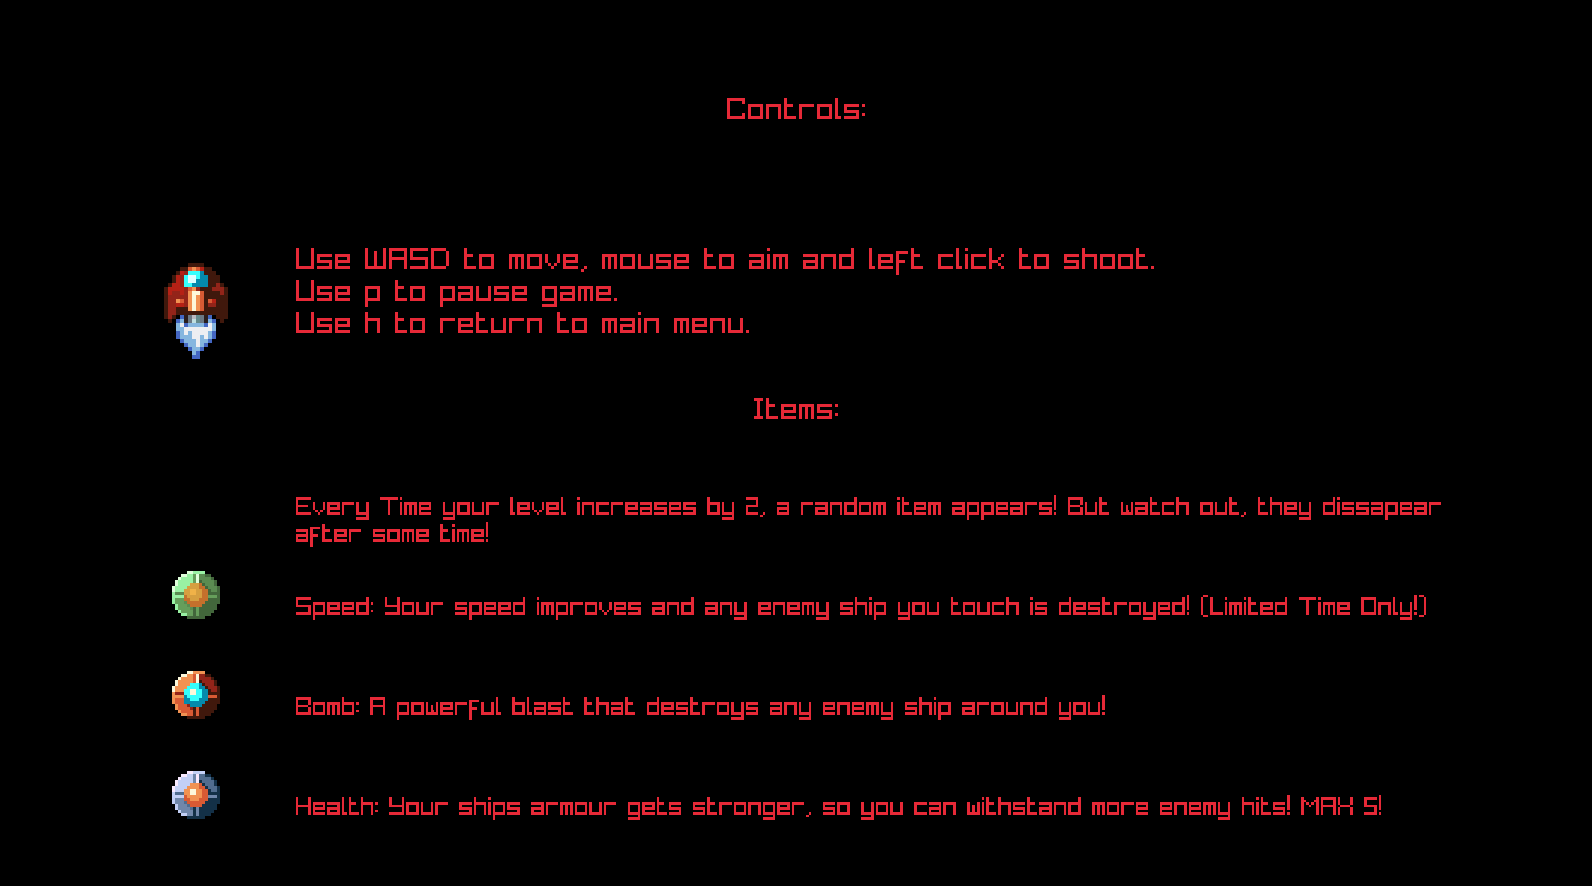 Controls:
Use WASD to move, mouse to aim and left click to shoot.
Use p to pause game.
Use h to return to main menu.
Items:
Every Time your level increases by 2, a random item appears! But watch out, they dissapear
after some time!
Speed: Your speed improves and any enemy ship you touch is destroyed! (Limited Time Only!)
Bomb: A powerful blast that destroys any enemy ship around you!
Health: Your ships armour gets stronger, so you can withstand more enemy hits! MAX 5!